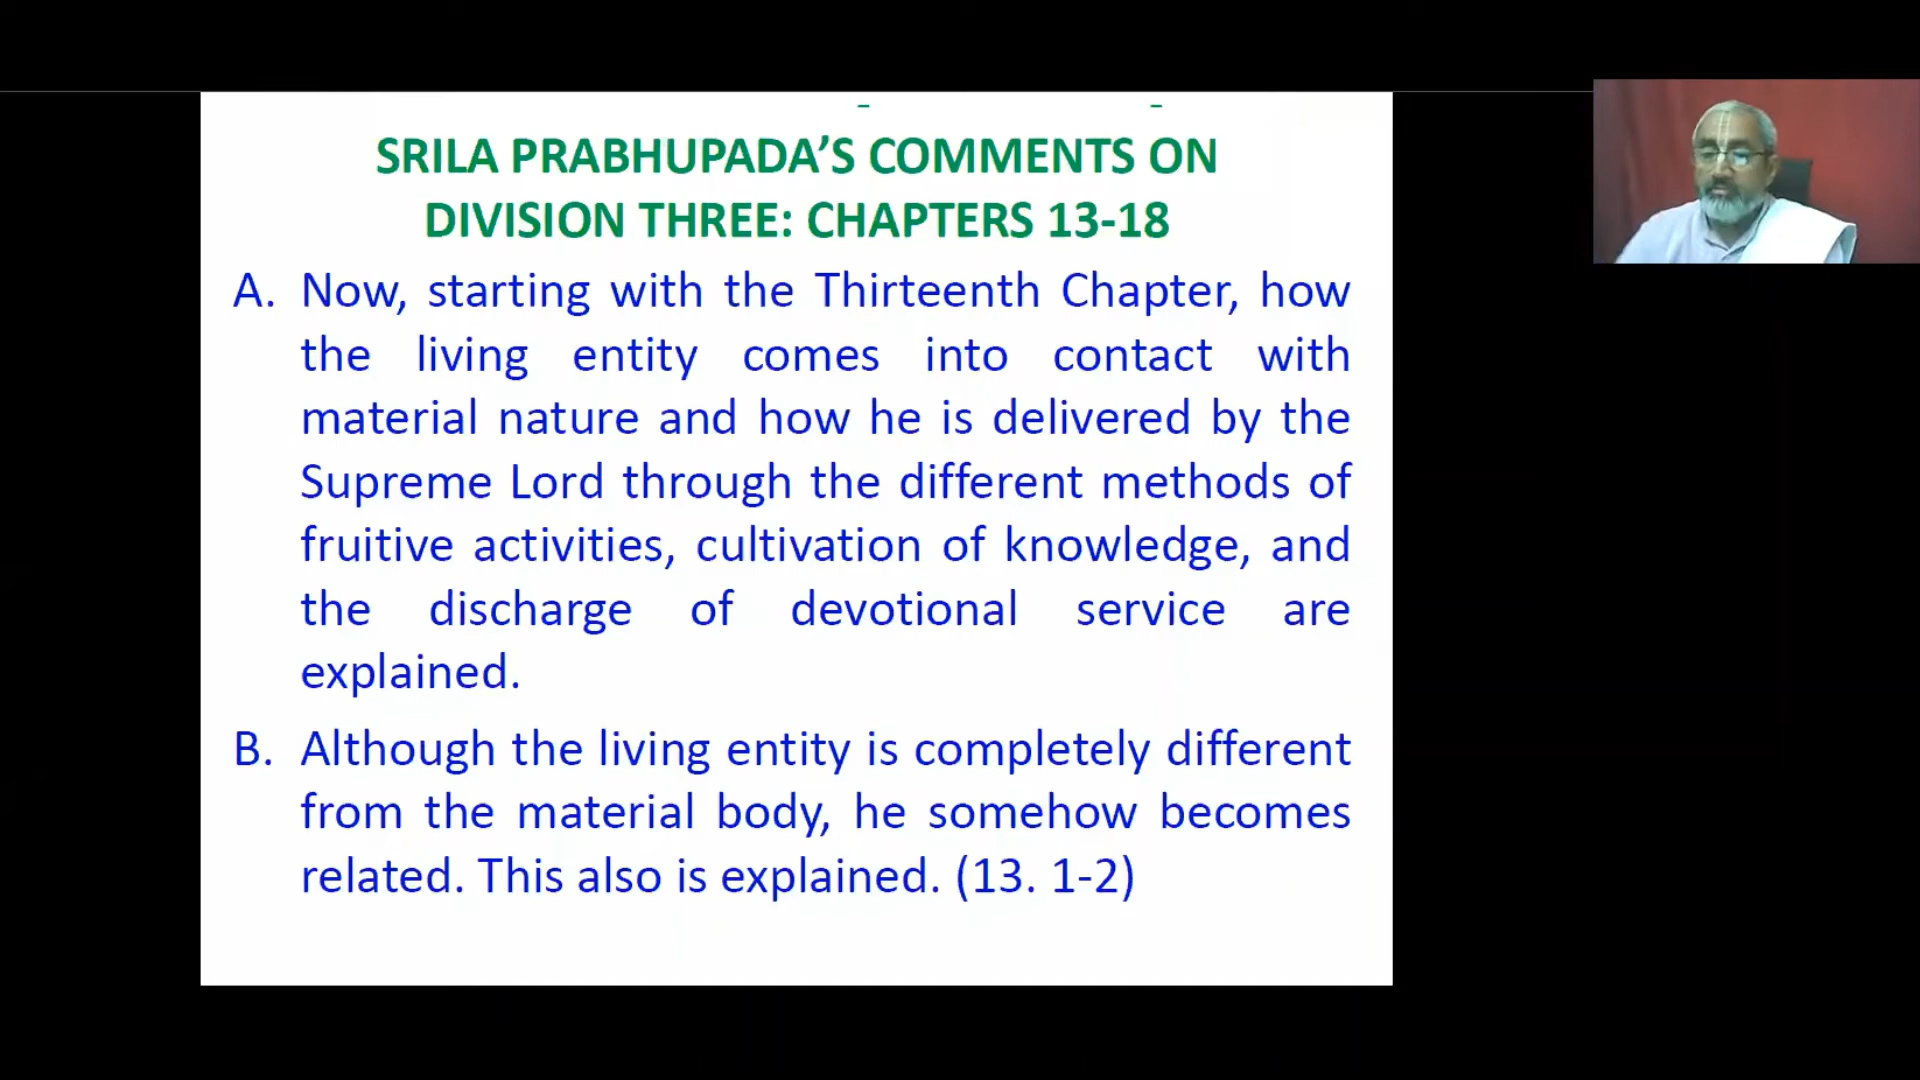 SRILA PRABHUPADA’S COMMENTS ON
DIVISION THREE: CHAPTERS 13-18
A. Now, starting with the Thirteenth Chapter, how
the living entity comes into contact with
material nature and how he is delivered by the
Supreme Lord through the different methods of
fruitive activities, cultivation of knowledge, and
the discharge of devotional service are
explained.
B. Although the living entity is completely different
from the material body, he somehow becomes
related. This also is explained. (13. 1-2)